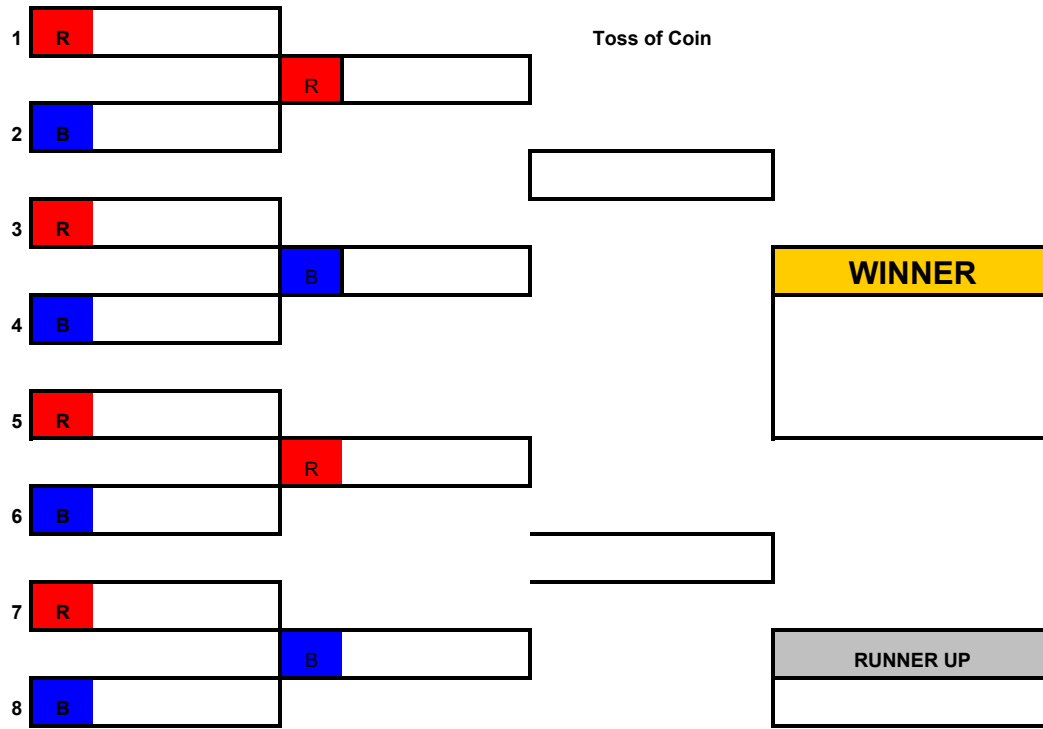 1 R
Toss of Coin
R
2 B
3 R
B
WINNER
4 B
5 R
R
6 B
7 R
B
RUNNER UP
8 B